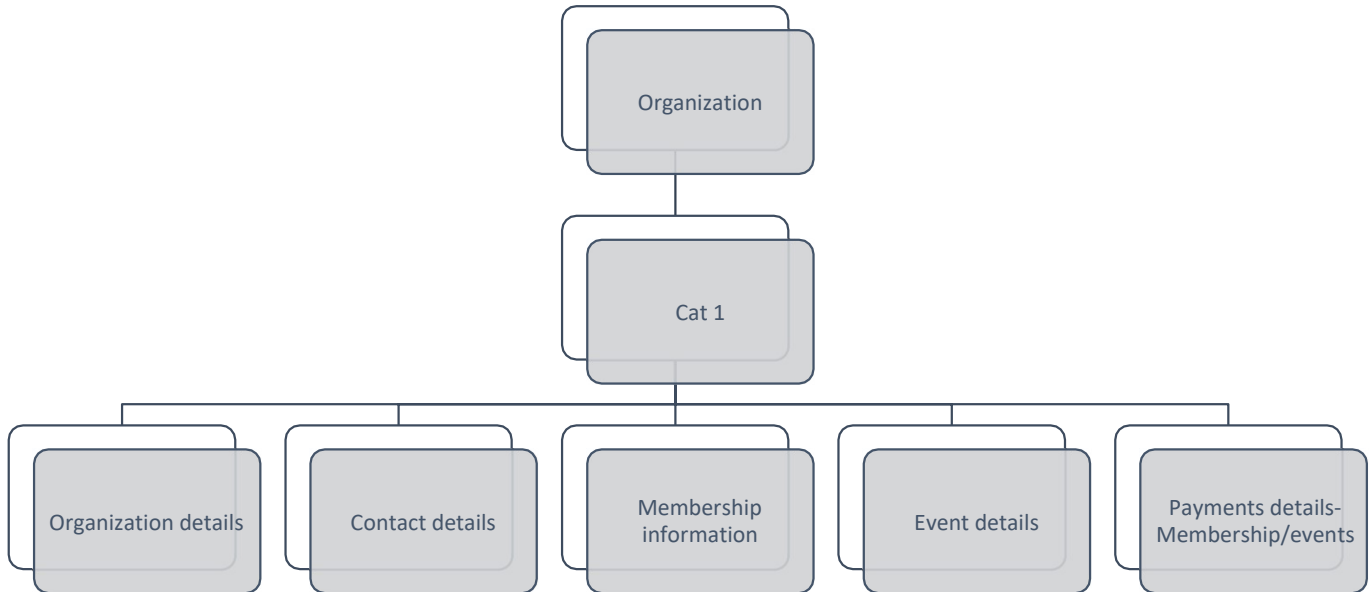 Organization
Cat 1
Organization details
Contact details
Membership
information
Event details
Payments details-
Membership/events